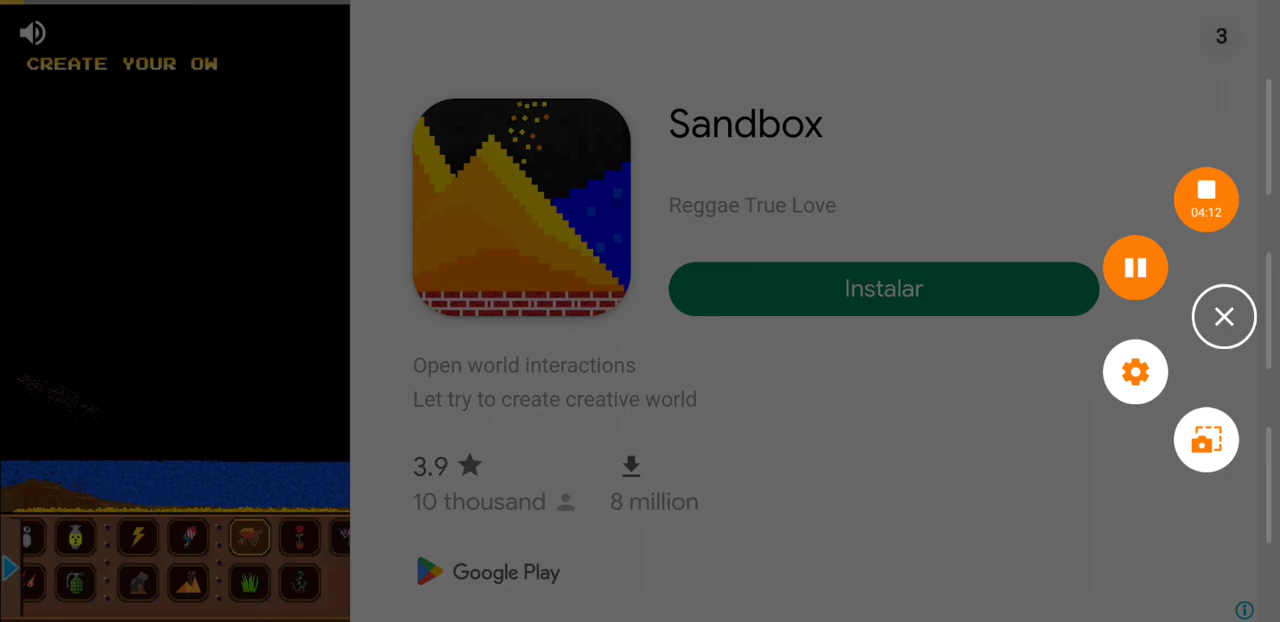 CREATE YOUR OW
3
Sandbox
Reggae True Love
Instalar
04:12
Open world interactions
Let try to create creative world
3.9
10 thousand
8 million
Google Play